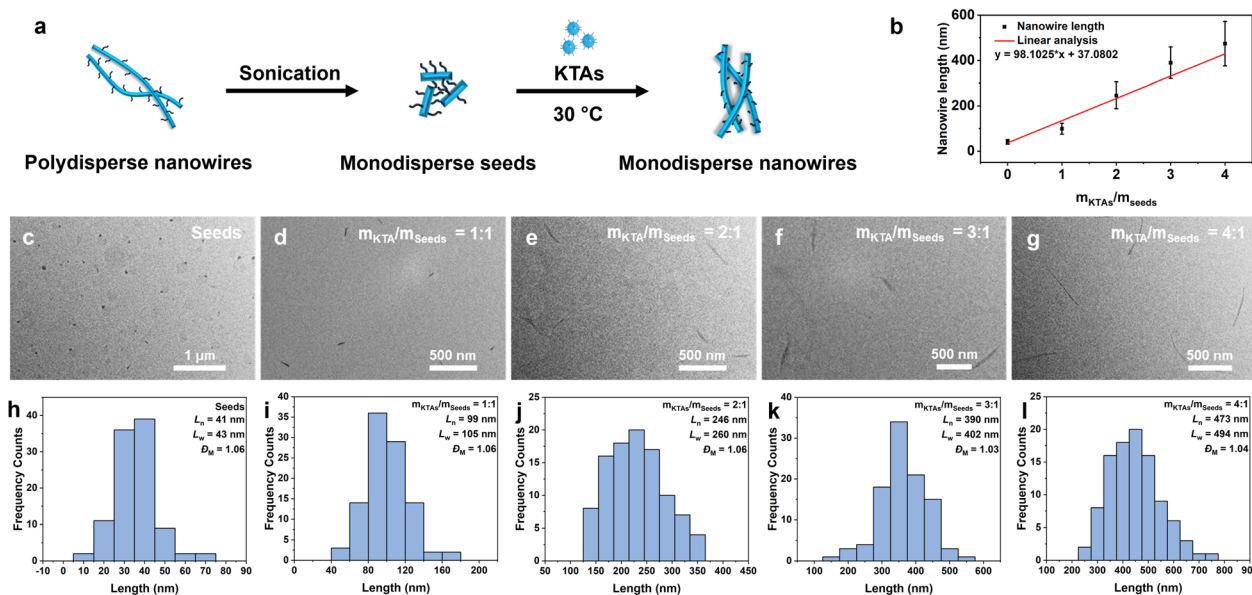 a
Sonication
KTAs
30 °C
Polydisperse nanowires
Monodisperse seeds
Monodisperse nanowires
b
600
400
200
0
Nanowire length (nm)
Nanowire length
Linear analysis
y = 98.1025*x + 37.0802
0 1 2 3 4
mKTAs/mseeds
c
Seeds
1 µm
d
mKTA/mSeeds = 1:1
500 nm
e
mKTA/mSeeds = 2:1
500 nm
f
mKTA/mSeeds = 3:1
500 nm
g
mKTA/mSeeds = 4:1
500 nm
h
Seeds
Ln = 41 nm
Lw = 43 nm
ĐM = 1.06
Frequency Counts
40
30
20
10
0
-10 0 10 20 30 40 50 60 70 80 90
Length (nm)
i
mKTAs/mSeeds = 1:1
Ln = 99 nm
Lw = 105 nm
ĐM = 1.06
Frequency Counts
40
35
30
25
20
15
10
5
0
0 40 80 120 160 200
Length (nm)
j
mKTAs/mSeeds = 2:1
Ln = 246 nm
Lw = 260 nm
ĐM = 1.06
Frequency Counts
25
20
15
10
5
0
50 100 150 200 250 300 350 400 450
Length (nm)
k
mKTAs/mSeeds = 3:1
Ln = 390 nm
Lw = 402 nm
ĐM = 1.03
Frequency Counts
40
30
20
10
0
100 200 300 400 500 600
Length (nm)
l
mKTAs/mSeeds = 4:1
Ln = 473 nm
Lw = 494 nm
ĐM = 1.04
Frequency Counts
25
20
15
10
5
0
100 200 300 400 500 600 700 800
Length (nm)